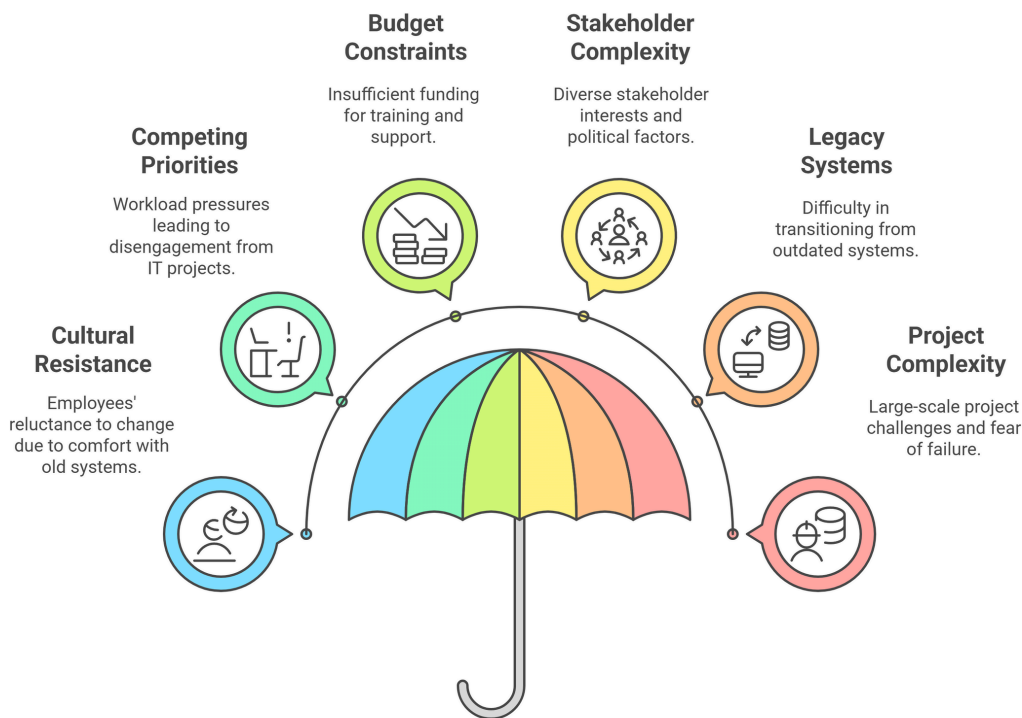 Cultural
Resistance
Employees'
reluctance to change
due to comfort with
old systems.
Competing
Priorities
Workload pressures
leading to
disengagement from
IT projects.
Budget
Constraints
Insufficient funding
for training and
support.
Stakeholder
Complexity
Diverse stakeholder
interests and
political factors.
Legacy
Systems
Difficulty in
transitioning from
outdated systems.
Project
Complexity
Large-scale project
challenges and fear
of failure.